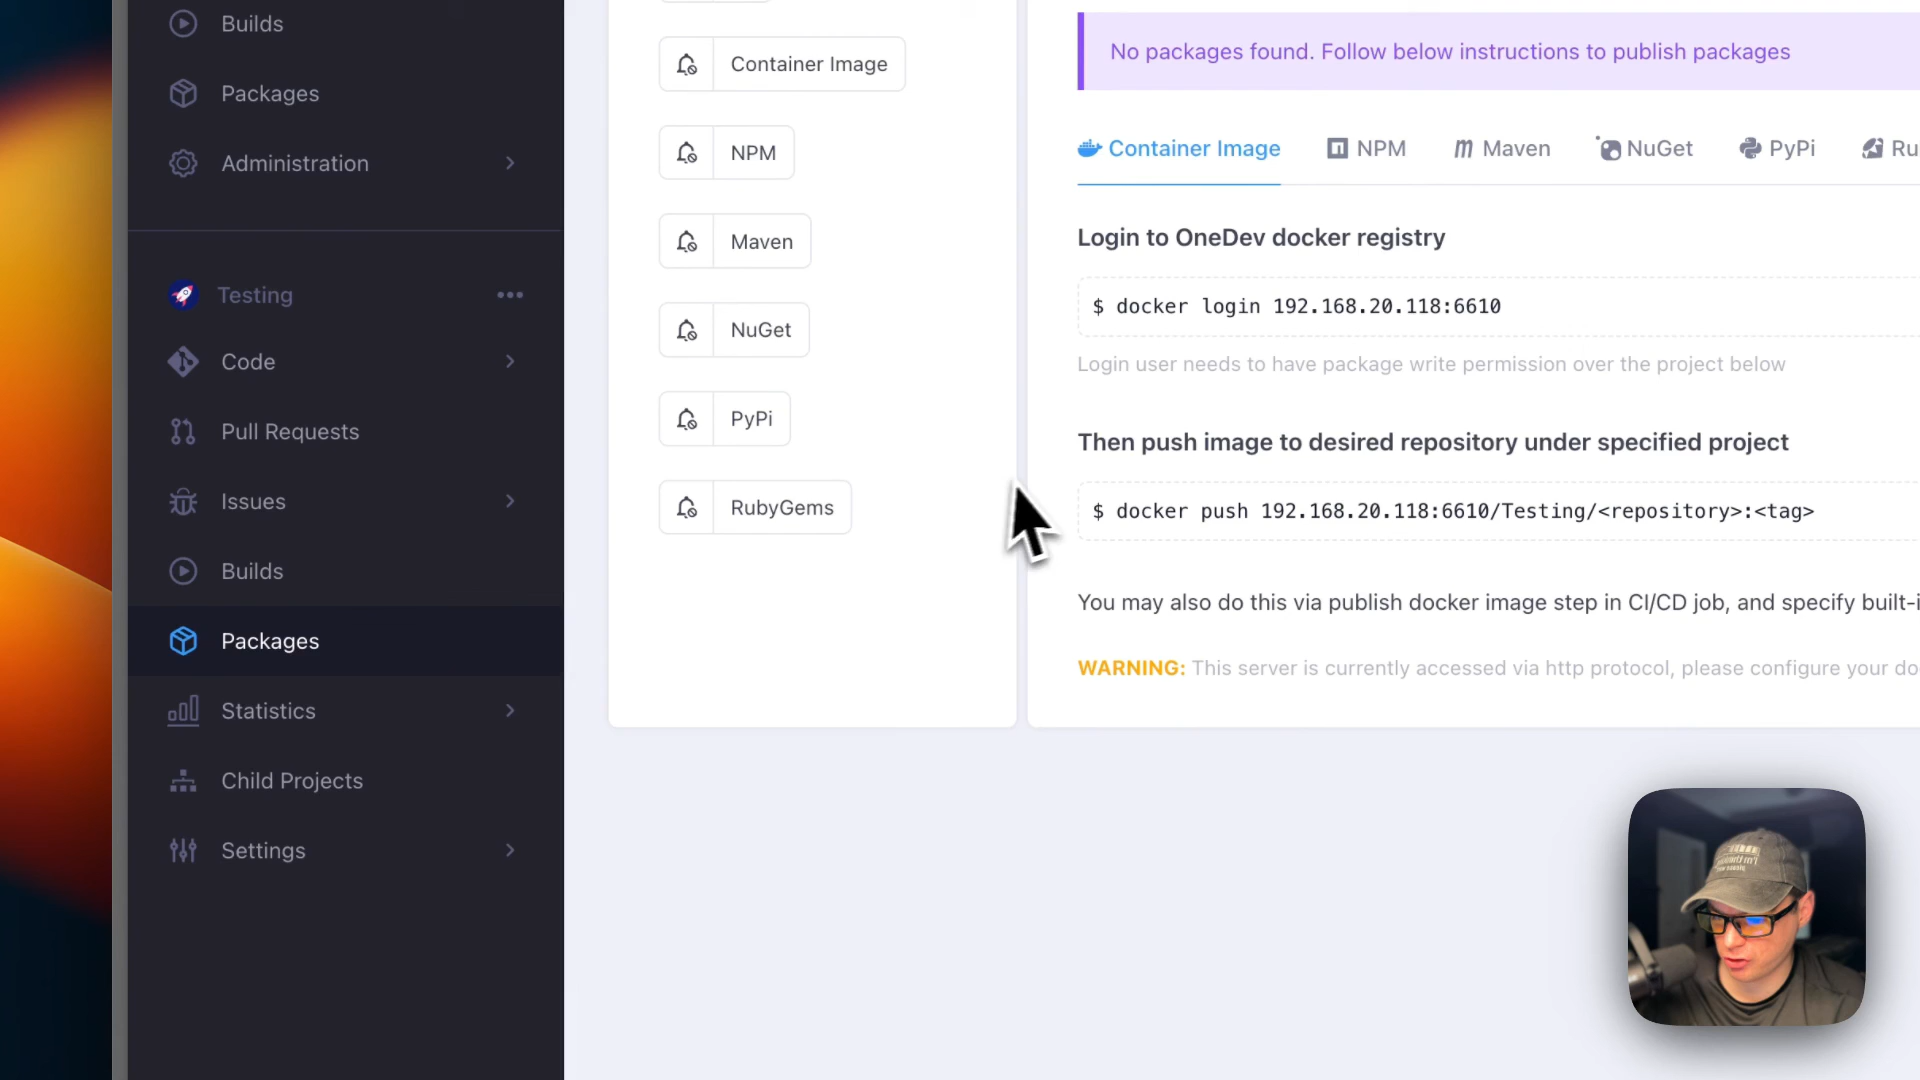 Builds
Packages
Administration
Testing
Code
Pull Requests
Issues
Builds
Packages
Statistics
Child Projects
Settings
Container Image
NPM
Maven
NuGet
PyPi
RubyGems
No packages found. Follow below instructions to publish packages
Container Image NPM Maven NuGet PyPi Ru
Login to OneDev docker registry
$ docker login 192.168.20.118:6610
Login user needs to have package write permission over the project below
Then push image to desired repository under specified project
$ docker push 192.168.20.118:6610/Testing/<repository>:<tag>
You may also do this via publish docker image step in CI/CD job, and specify built-i
WARNING: This server is currently accessed via http protocol, please configure your do